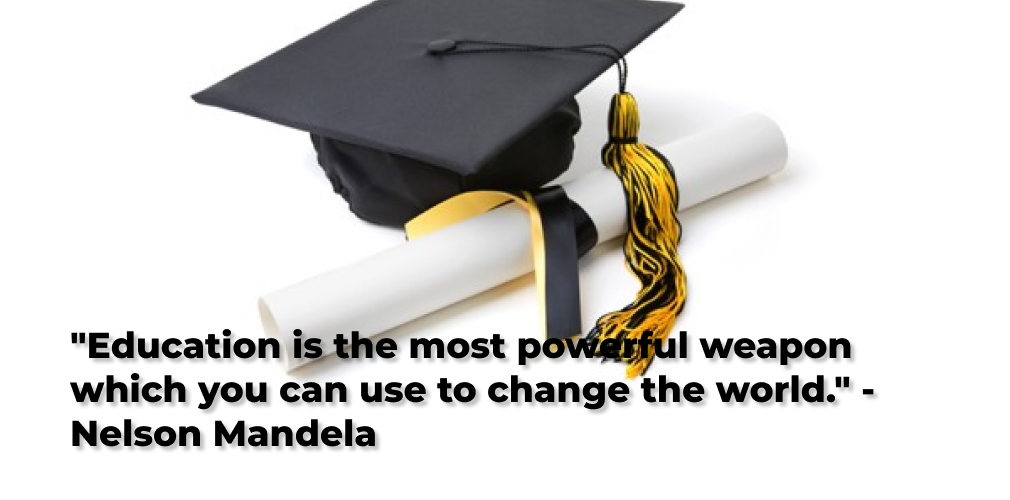 "Education is the most powerful weapon
which you can use to change the world." -
Nelson Mandela